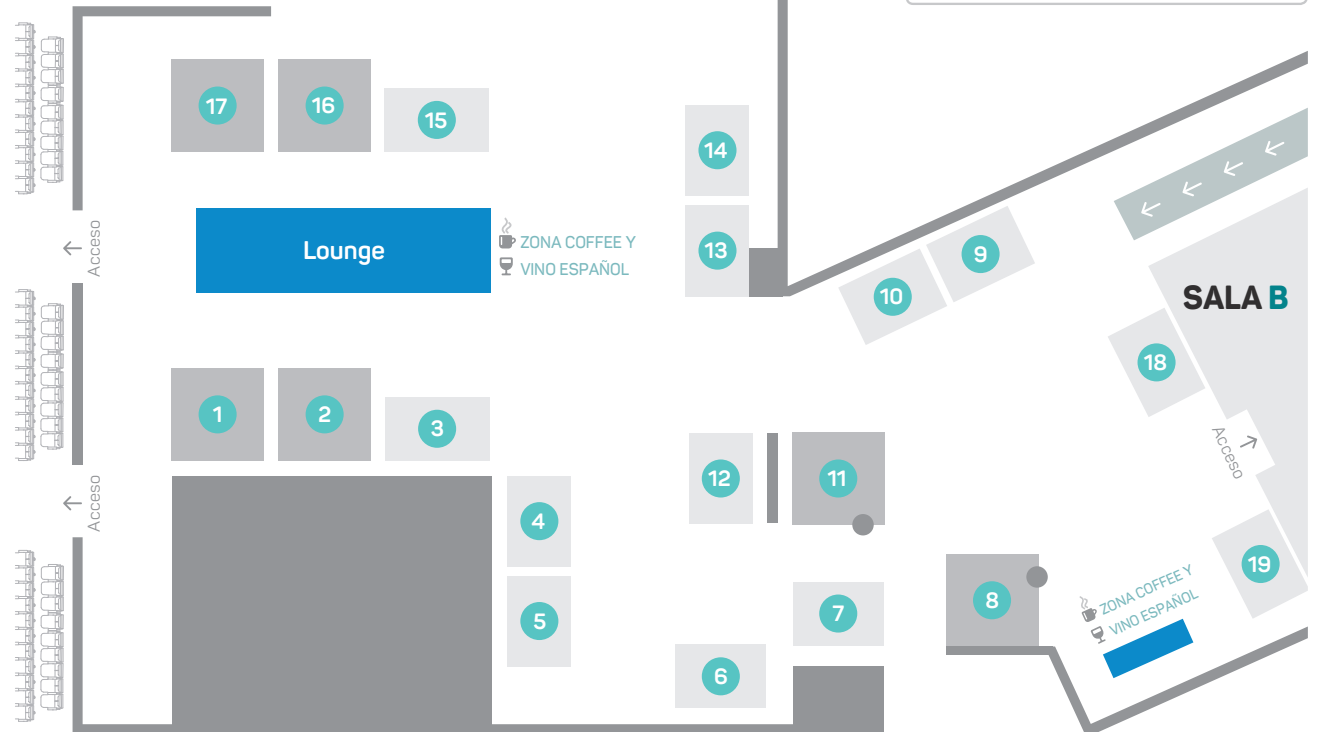 17
16
15
14
13
Acceso
Lounge
ZONA COFFEE Y
VINO ESPAÑOL
10
9
SALA B
18
Acceso
1
2
3
12
11
Acceso
4
5
6
7
8
ZONA COFFEE Y
VINO ESPAÑOL
19